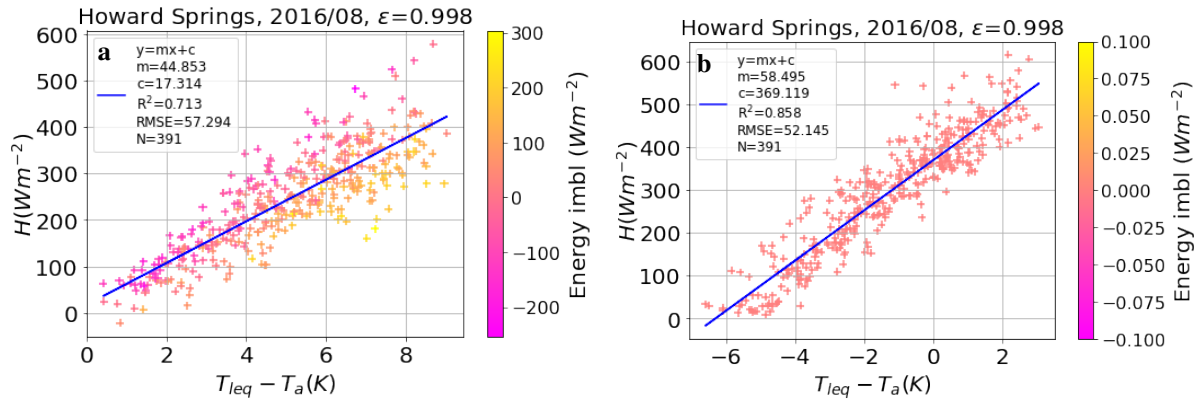 Howard Springs, 2016/08, ε=0.998
a
y=mx+c
m=44.853
c=17.314
R²=0.713
RMSE=57.294
N=391
600
500
400
300
200
100
0
H(Wm⁻²)
0 2 4 6 8
T_leq − T_a(K)
300
200
100
0
−100
−200
Energy imbl (Wm⁻²)
Howard Springs, 2016/08, ε=0.998
b
y=mx+c
m=58.495
c=369.119
R²=0.858
RMSE=52.145
N=391
600
500
400
300
200
100
0
H(Wm⁻²)
−6 −4 −2 0 2
T_leq − T_a(K)
0.100
0.075
0.050
0.025
0.000
−0.025
−0.050
−0.075
−0.100
Energy imbl (Wm⁻²)